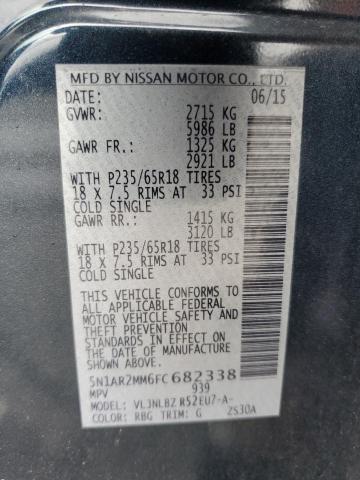 MFD BY NISSAN MOTOR CO., LTD.
DATE: 06/15
GVWR: 2715 KG
5986 LB
GAWR FR.: 1325 KG
2921 LB
WITH P235/65R18 TIRES
18 X 7.5 RIMS AT 33 PSI
COLD SINGLE
GAWR RR.: 1415 KG
3120 LB
WITH P235/65R18 TIRES
18 X 7.5 RIMS AT 33 PSI
COLD SINGLE
THIS VEHICLE CONFORMS TO
ALL APPLICABLE FEDERAL
MOTOR VEHICLE SAFETY AND
THEFT PREVENTION
STANDARDS IN EFFECT ON
THE DATE OF MANUFACTURE
SHOWN ABOVE.
5N1AR2MM6FC682338
MPV 939
MODEL: VLJNLBZ R52EU7-A-
COLOR: RBG TRIM: G 2S30A